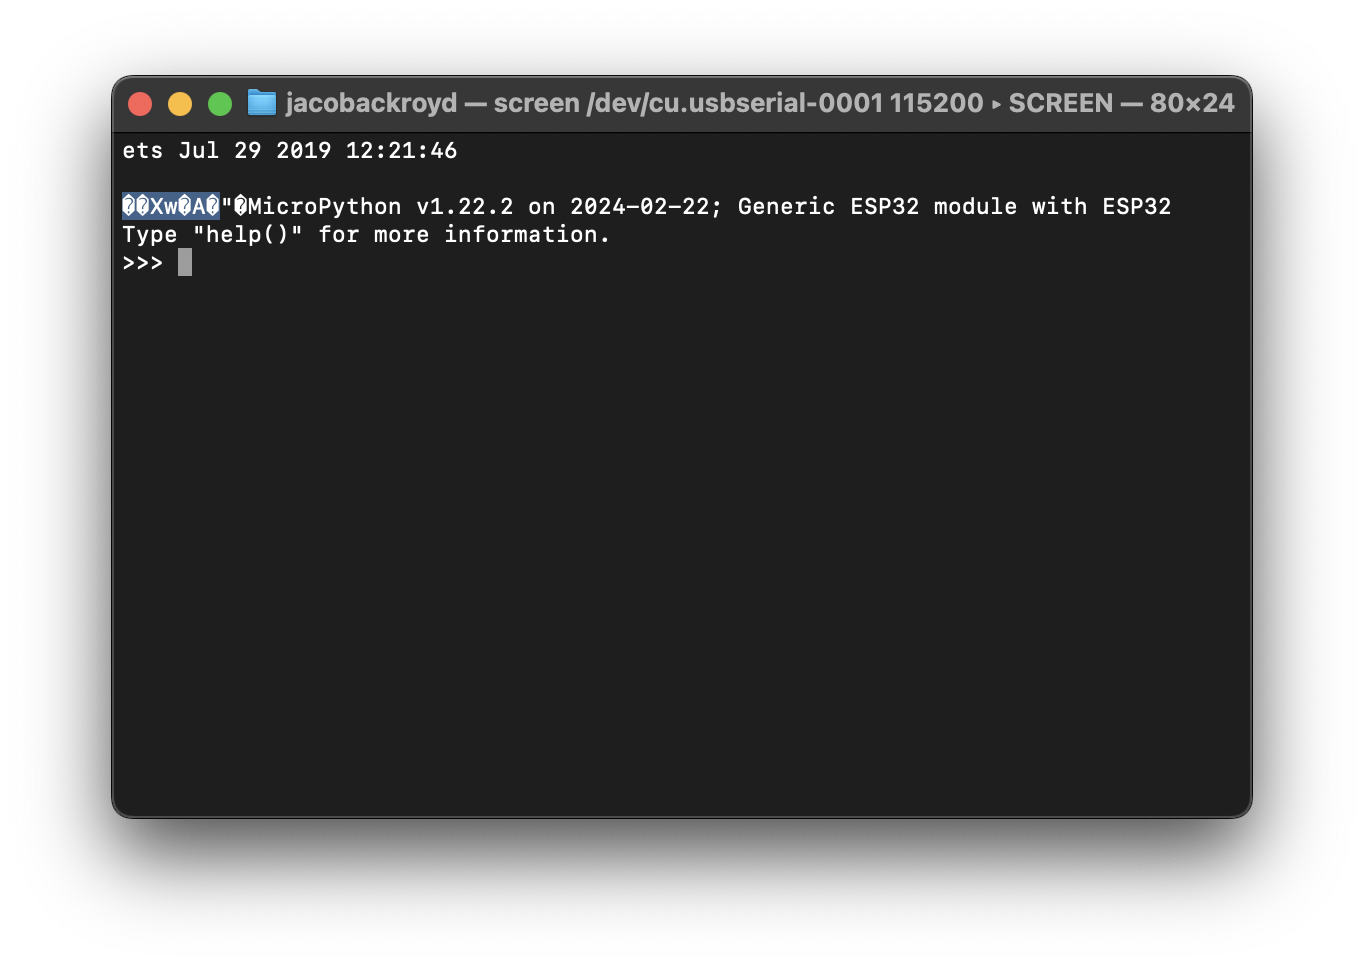 jacobackroyd — screen /dev/cu.usbserial-0001 115200 ▸ SCREEN — 80×24
ets Jul 29 2019 12:21:46
��Xw�A�"�MicroPython v1.22.2 on 2024-02-22; Generic ESP32 module with ESP32
Type "help()" for more information.
>>>